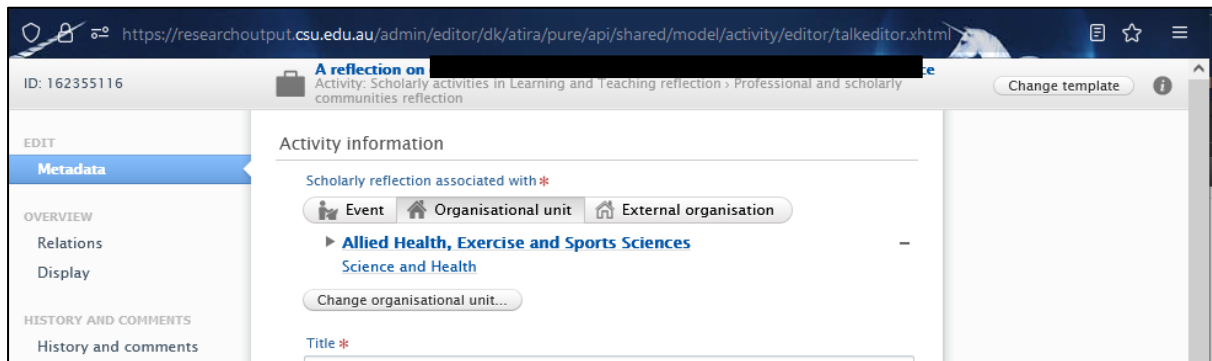 https://researchoutput.csu.edu.au/admin/editor/dk/atira/pure/api/shared/model/activity/editor/talkeditor.xhtml
ID: 162355116
A reflection on
Activity: Scholarly activities in Learning and Teaching reflection › Professional and scholarly
communities reflection
Change template
EDIT
Metadata
OVERVIEW
Relations
Display
HISTORY AND COMMENTS
History and comments
Activity information
Scholarly reflection associated with *
Event Organisational unit External organisation
Allied Health, Exercise and Sports Sciences
Science and Health
Change organisational unit...
Title *